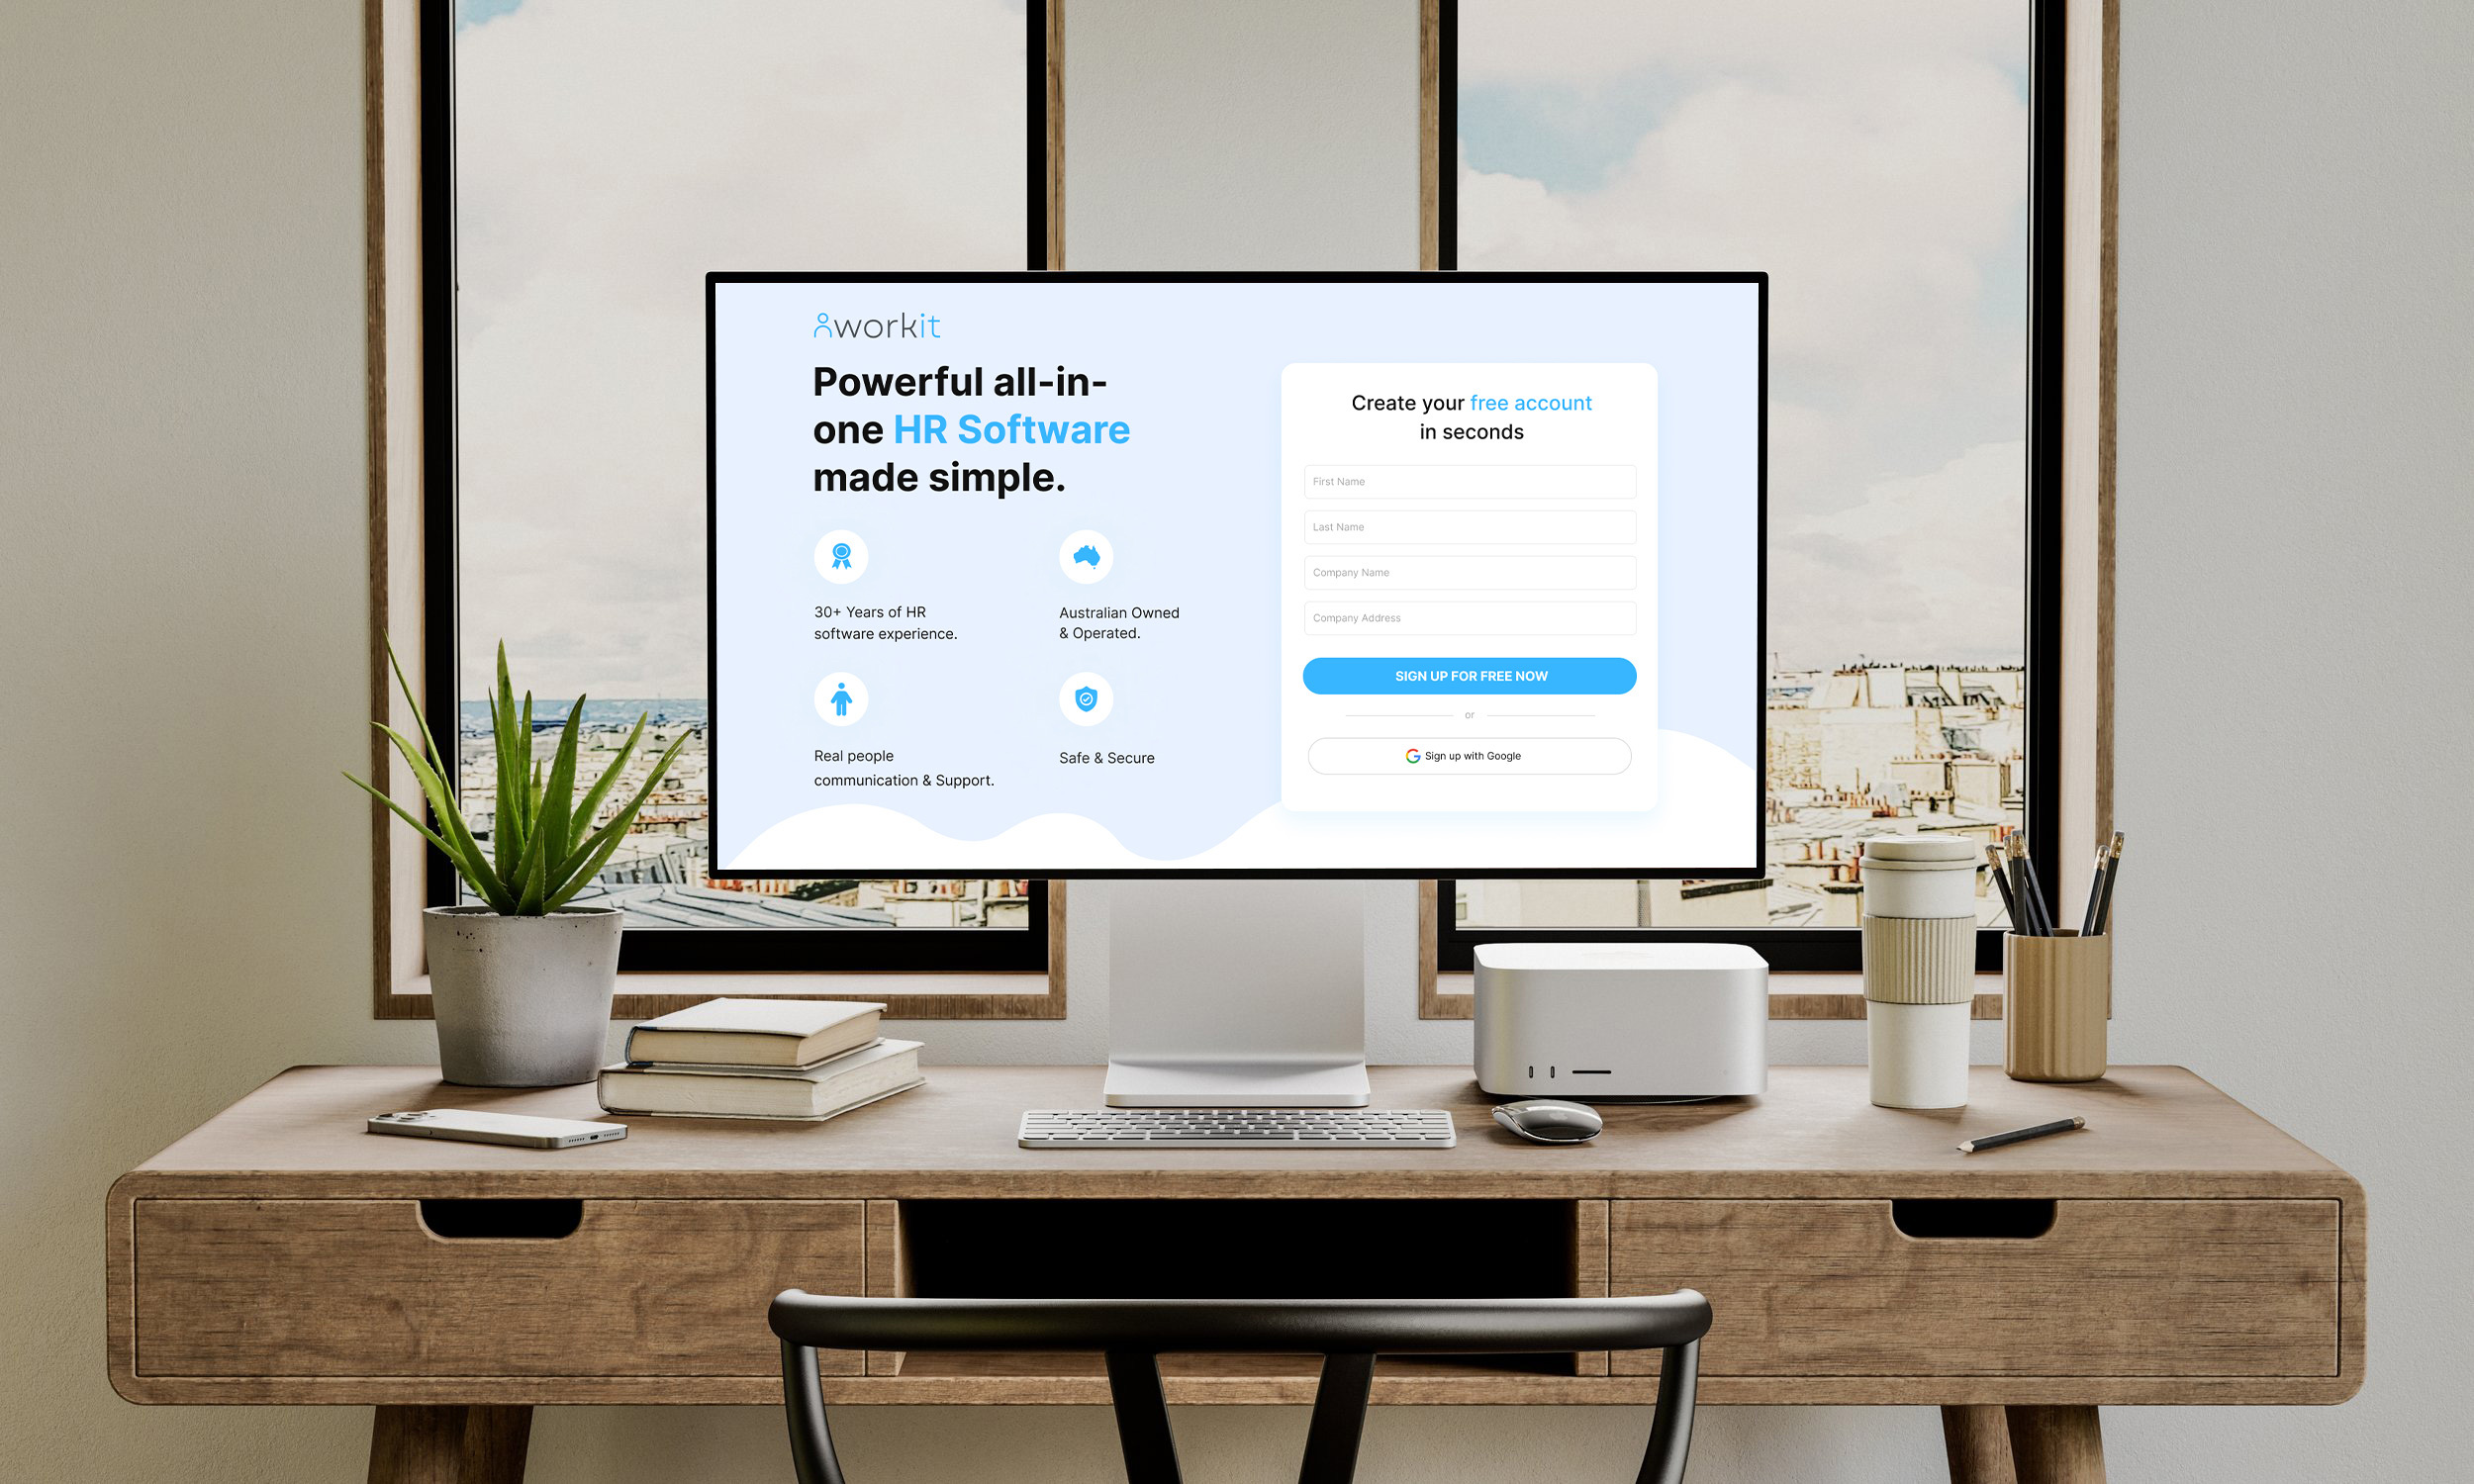 workit
Powerful all-in-
one HR Software
made simple.
30+ Years of HR
software experience.
Australian Owned
& Operated.
Real people
communication & Support.
Safe & Secure
Create your free account
in seconds
First Name
Last Name
Company Name
Company Address
SIGN UP FOR FREE NOW
or
Sign up with Google